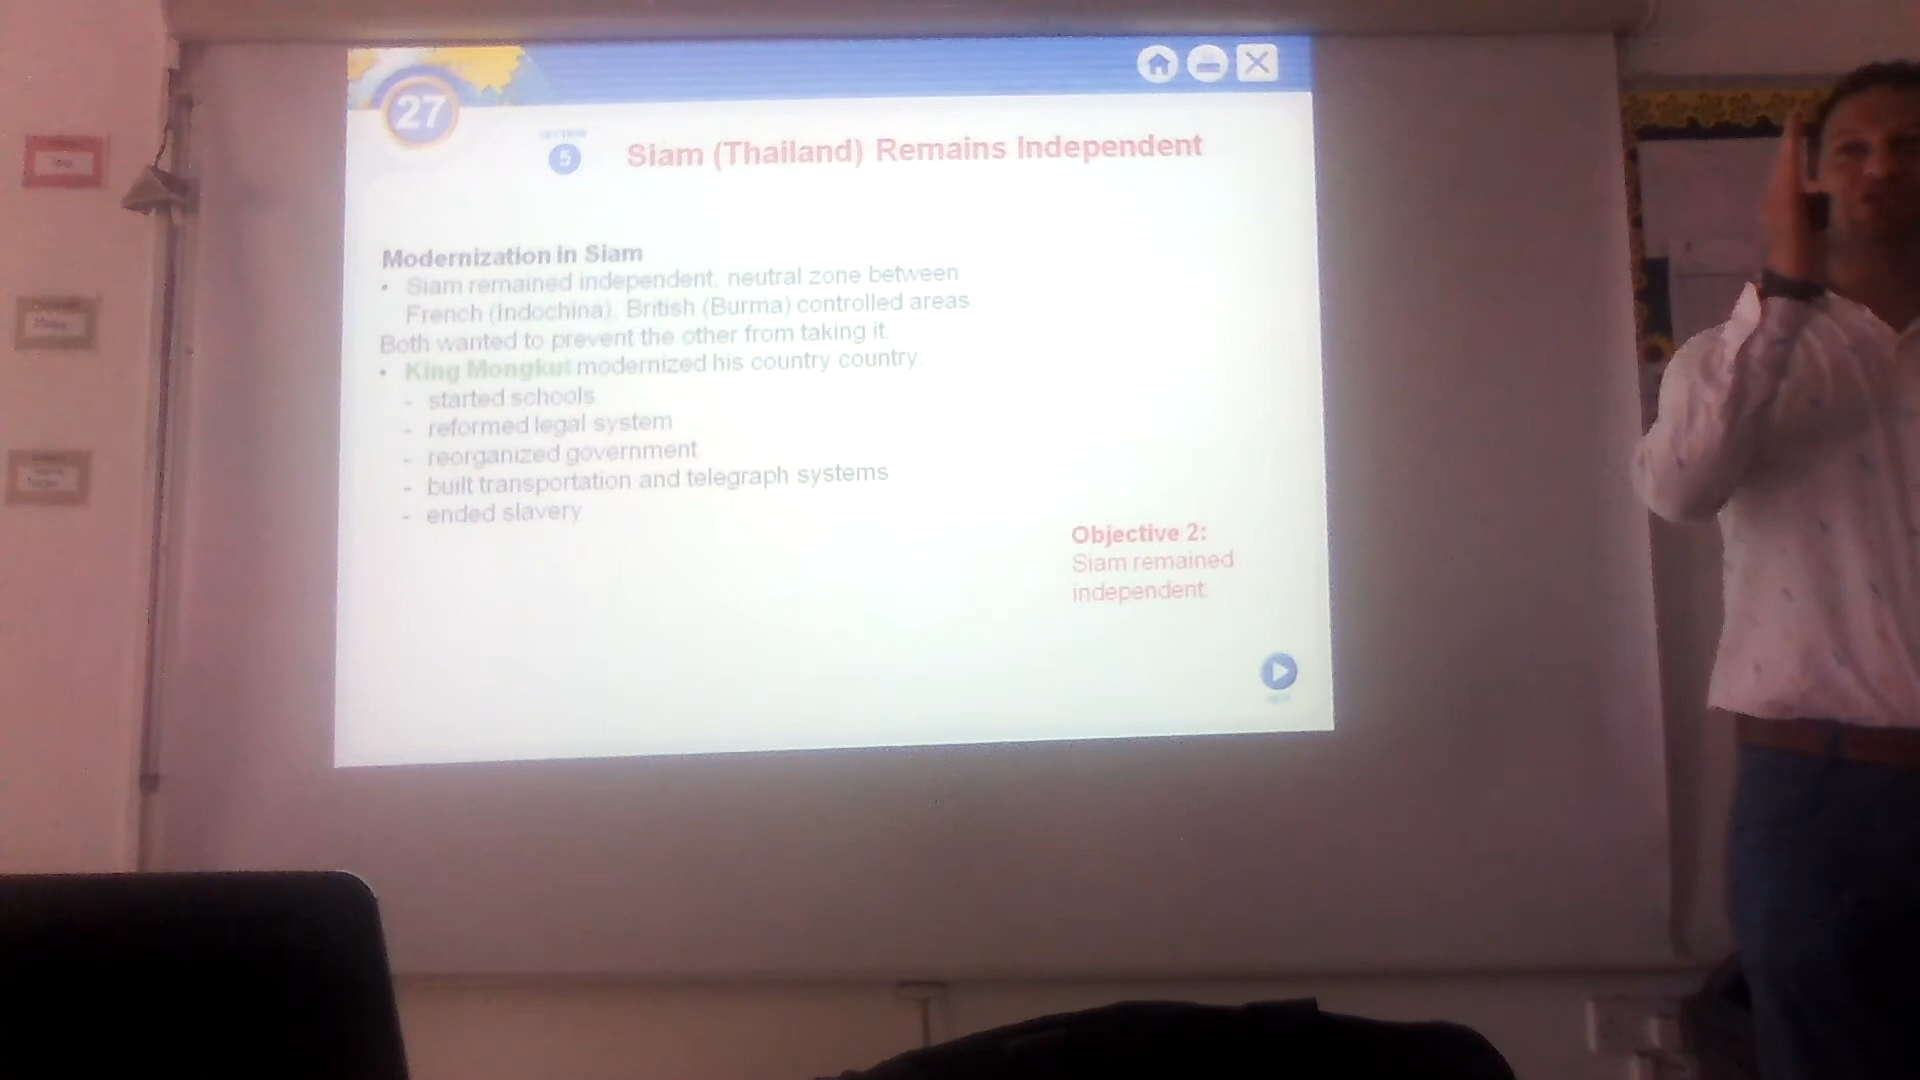 27
SECTION
5
Siam (Thailand) Remains Independent
Modernization in Siam
• Siam remained independent, neutral zone between
French (Indochina), British (Burma) controlled areas.
Both wanted to prevent the other from taking it.
• King Mongkut modernized his country country:
- started schools
- reformed legal system
- reorganized government
- built transportation and telegraph systems
- ended slavery
Objective 2:
Siam remained
independent.
NEXT